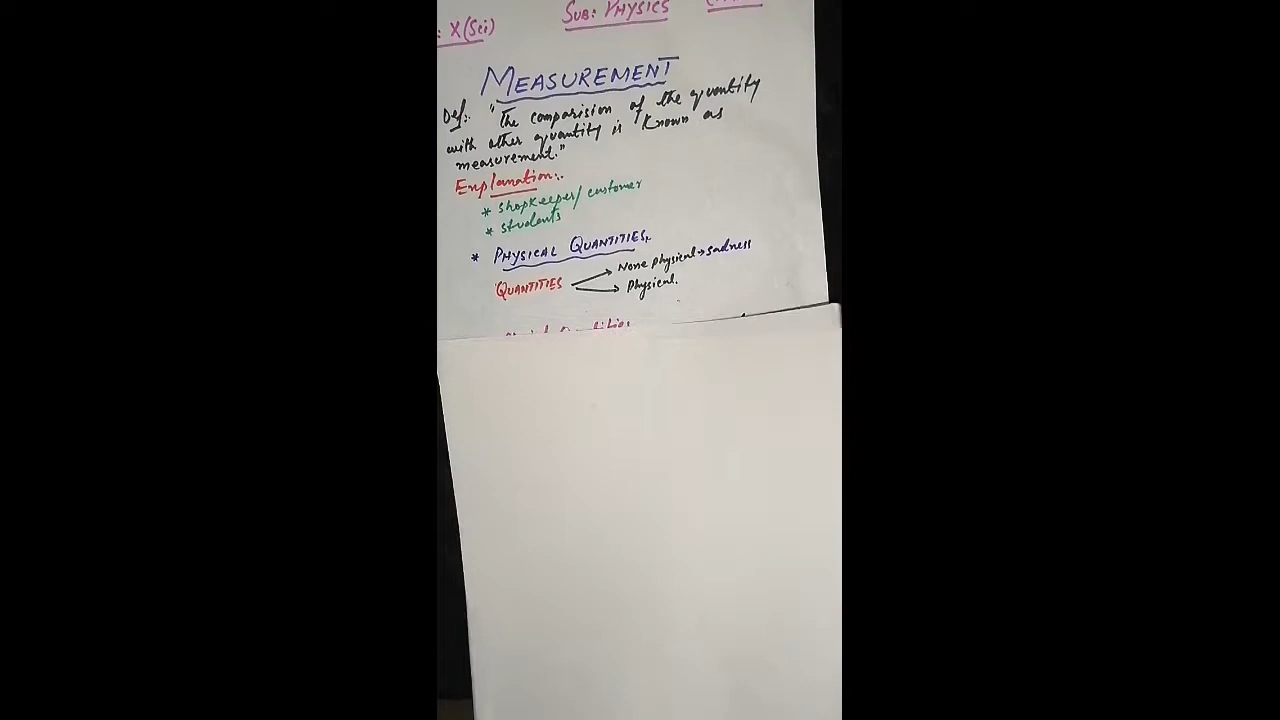 : X(Sci) SUB: PHYSICS
MEASUREMENT
Def:. "The comparision of the quantity
with other quantity is known as
measurement."
Explanation:.
* shopkeeper/customer
* students
* PHYSICAL QUANTITIES:.
QUANTITIES → None physical → sadness
→ Physical.